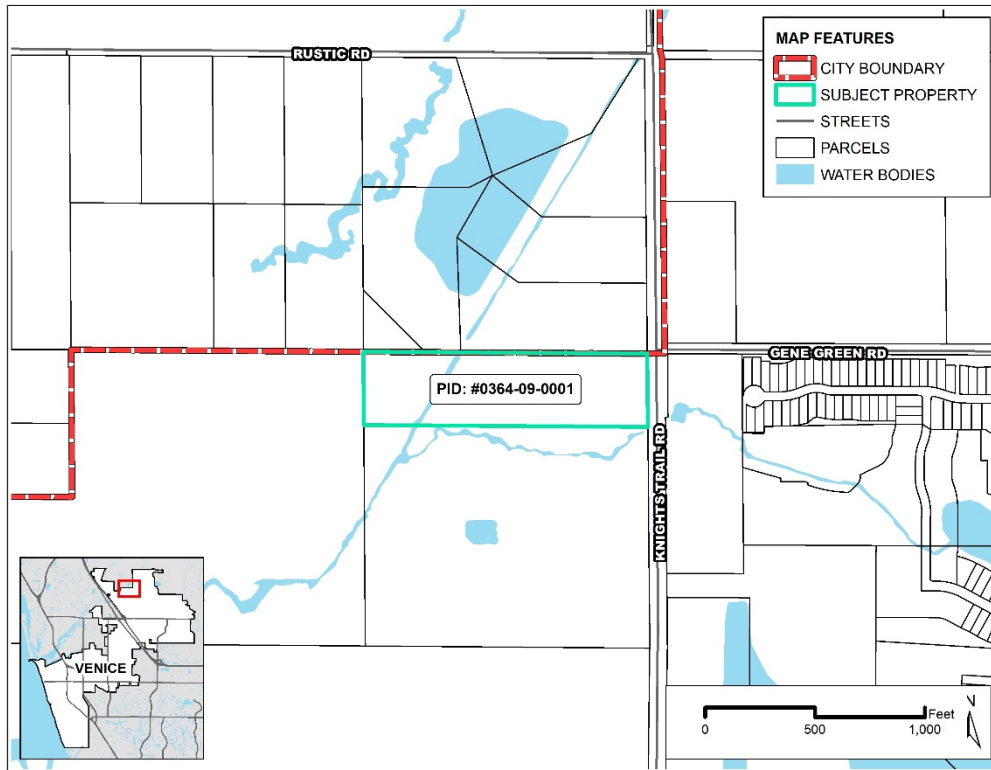 RUSTIC RD
MAP FEATURES
CITY BOUNDARY
SUBJECT PROPERTY
STREETS
PARCELS
WATER BODIES
GENE GREEN RD
PID: #0364-09-0001
KNIGHTS TRAIL RD
VENICE
Feet
0 500 1,000
N